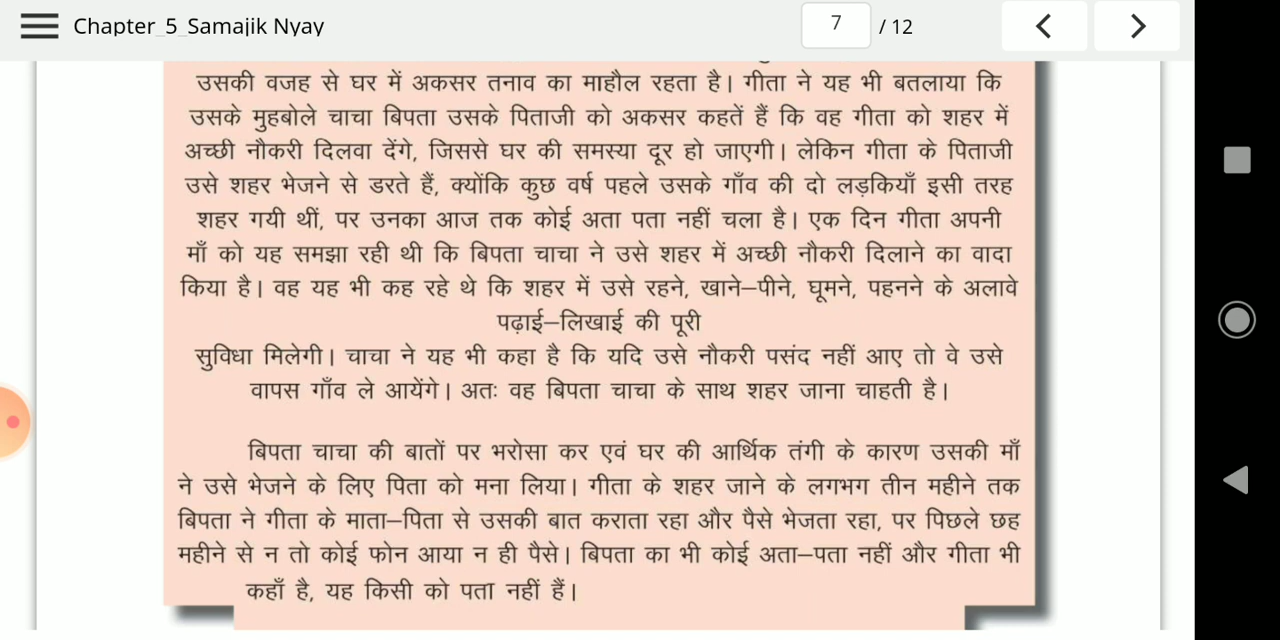 Chapter_5_Samajik Nyay
7 / 12
उसकी वजह से घर में अकसर तनाव का माहौल रहता है। गीता ने यह भी बतलाया कि
उसके मुहबोले चाचा बिपता उसके पिताजी को अकसर कहतें हैं कि वह गीता को शहर में
अच्छी नौकरी दिलवा देंगे, जिससे घर की समस्या दूर हो जाएगी। लेकिन गीता के पिताजी
उसे शहर भेजने से डरते हैं, क्योंकि कुछ वर्ष पहले उसके गाँव की दो लड़कियाँ इसी तरह
शहर गयी थीं, पर उनका आज तक कोई अता पता नहीं चला है। एक दिन गीता अपनी
माँ को यह समझा रही थी कि बिपता चाचा ने उसे शहर में अच्छी नौकरी दिलाने का वादा
किया है। वह यह भी कह रहे थे कि शहर में उसे रहने, खाने–पीने, घूमने, पहनने के अलावे
पढ़ाई–लिखाई की पूरी
सुविधा मिलेगी। चाचा ने यह भी कहा है कि यदि उसे नौकरी पसंद नहीं आए तो वे उसे
वापस गाँव ले आयेंगे। अतः वह बिपता चाचा के साथ शहर जाना चाहती है।
बिपता चाचा की बातों पर भरोसा कर एवं घर की आर्थिक तंगी के कारण उसकी माँ
ने उसे भेजने के लिए पिता को मना लिया। गीता के शहर जाने के लगभग तीन महीने तक
बिपता ने गीता के माता–पिता से उसकी बात कराता रहा और पैसे भेजता रहा, पर पिछले छह
महीने से न तो कोई फोन आया न ही पैसे। बिपता का भी कोई अता–पता नहीं और गीता भी
कहाँ है, यह किसी को पता नहीं हैं।